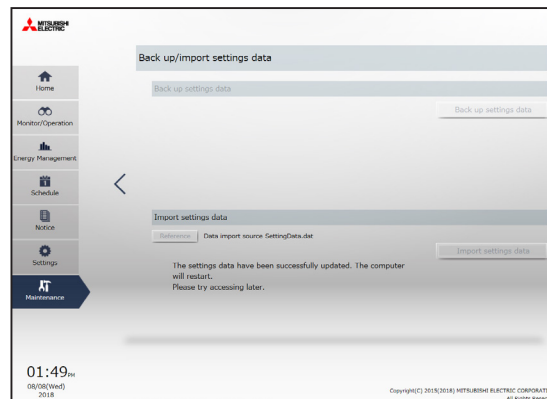 MITSUBISHI
ELECTRIC
Back up/import settings data
Home
Monitor/Operation
Energy Management
Schedule
Notice
Settings
Maintenance
Back up settings data
Back up settings data
Import settings data
Reference Data import source SettingData.dat
Import settings data
The settings data have been successfully updated. The computer
will restart.
Please try accessing later.
01:49PM
08/08(Wed)
2018
Copyright(C) 2015(2018) MITSUBISHI ELECTRIC CORPORATI
All Rights Reser